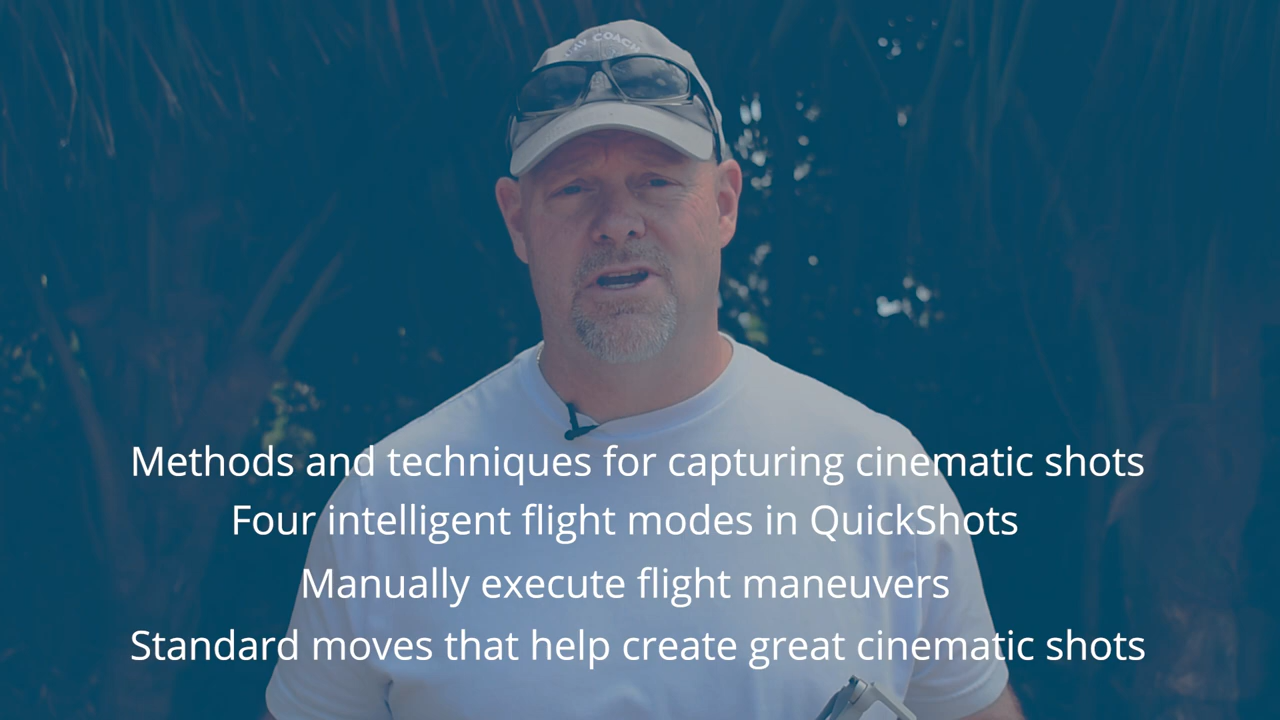 COACH
Methods and techniques for capturing cinematic shots
Four intelligent flight modes in QuickShots
Manually execute flight maneuvers
Standard moves that help create great cinematic shots